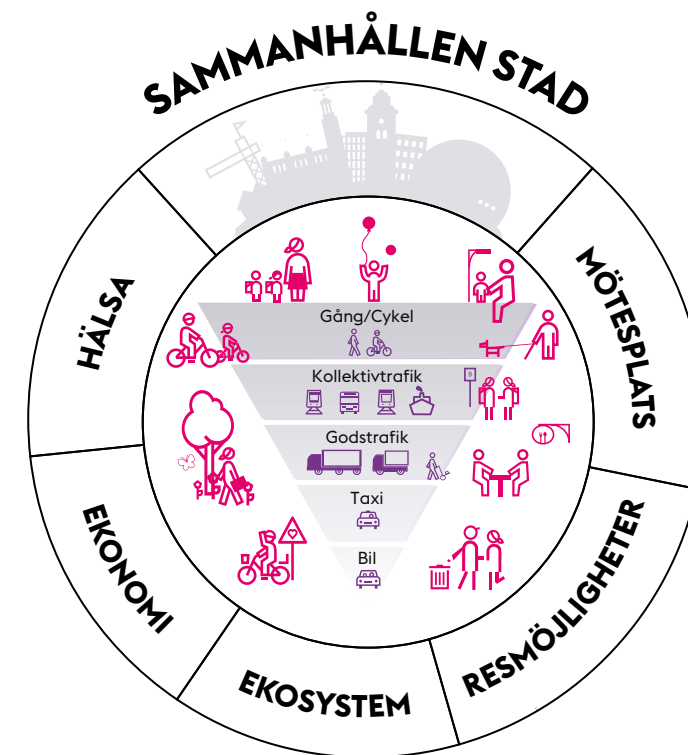 SAMMANHÅLLEN STAD
HÄLSA
MÖTESPLATS
Gång/Cykel
Kollektivtrafik
Godstrafik
Taxi
Bil
EKONOMI
EKOSYSTEM
RESMÖJLIGHETER